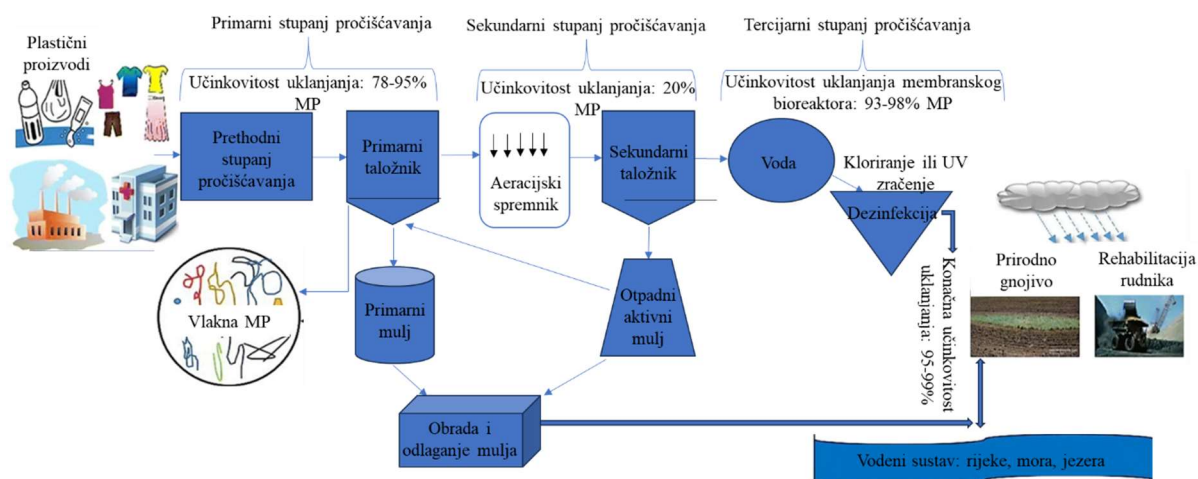 Primarni stupanj pročišćavanja
Sekundarni stupanj pročišćavanja
Tercijarni stupanj pročišćavanja
Plastični
proizvodi
Učinkovitost uklanjanja: 78-95%
MP
Učinkovitost uklanjanja: 20%
MP
Učinkovitost uklanjanja membranskog
bioreaktora: 93-98% MP
Prethodni
stupanj
pročišćavanja
Primarni
taložnik
Aeracijski
spremnik
Sekundarni
taložnik
Voda
Kloriranje ili UV
zračenje
Dezinfekcija
Konačna učinkovitost
uklanjanja: 95-
99%
Prirodno
gnojivo
Rehabilitacija
rudnika
Vlakna MP
Primarni
mulj
Otpadni
aktivni
mulj
Obrada i
odlaganje mulja
Vodeni sustav: rijeke, mora, jezera